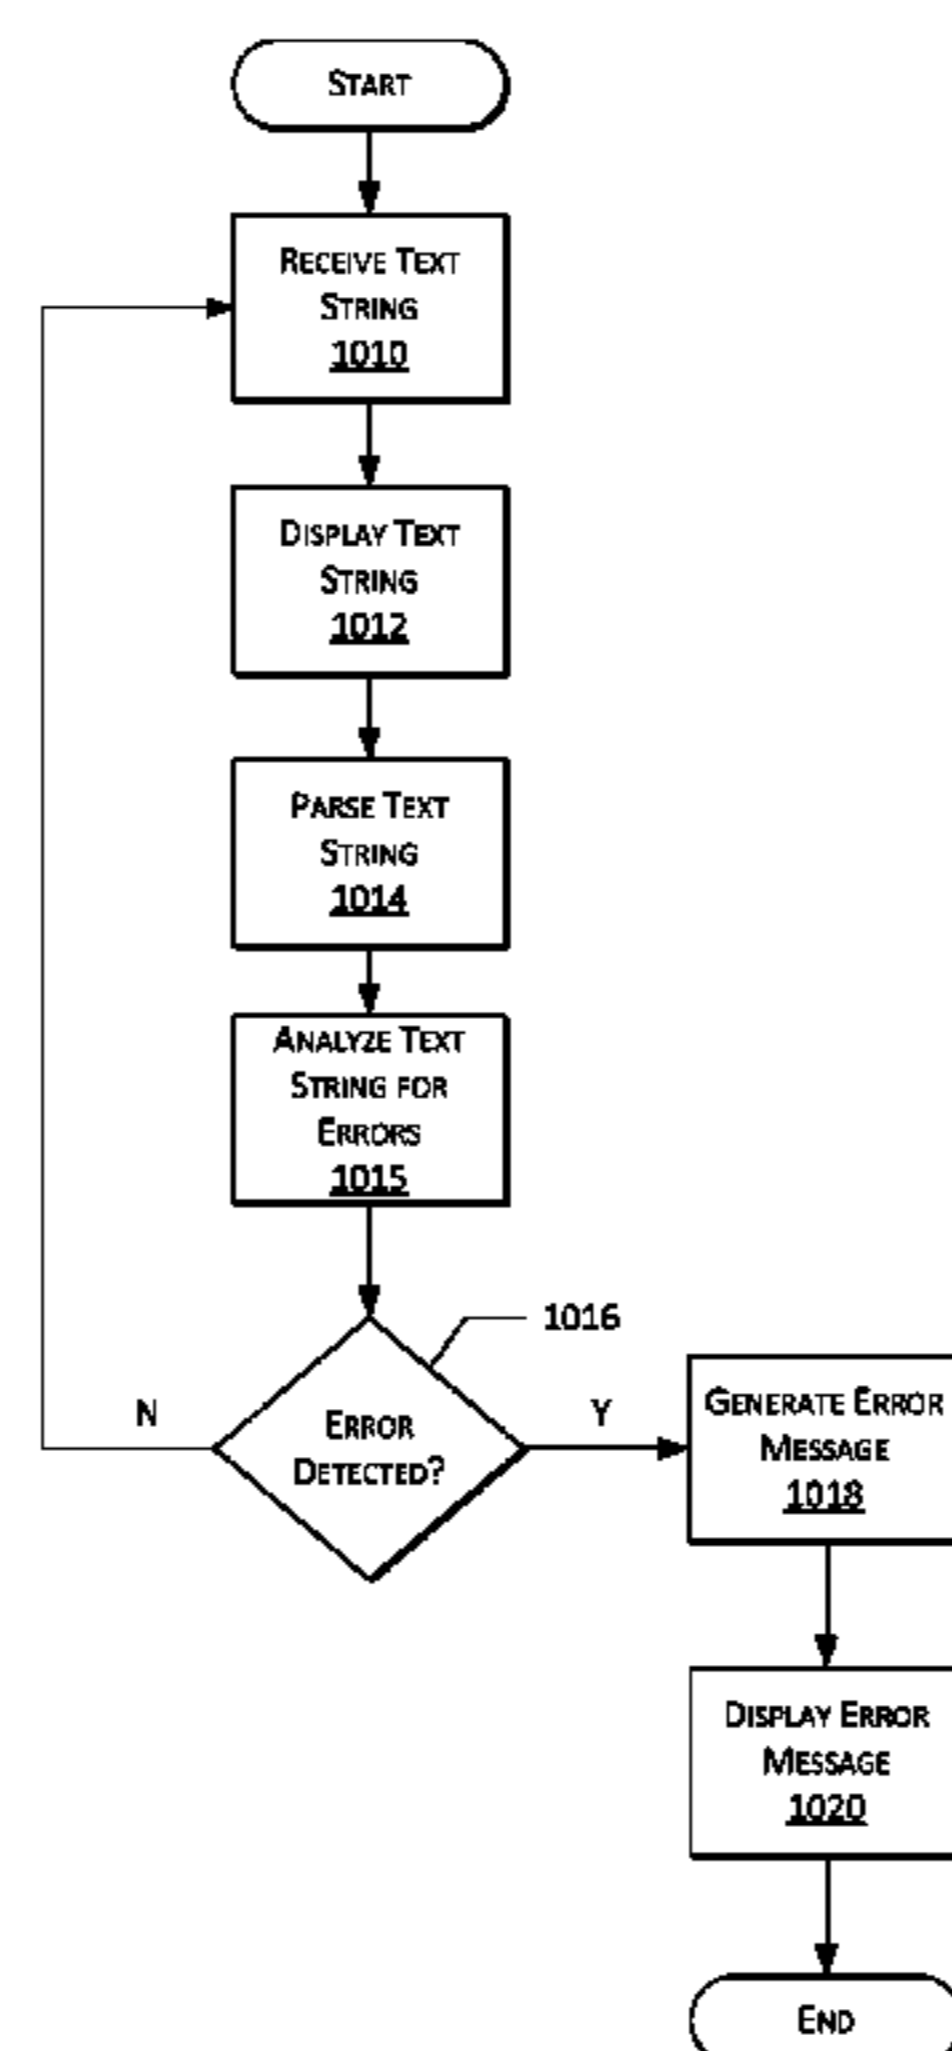 START
RECEIVE TEXT
STRING
1010
DISPLAY TEXT
STRING
1012
PARSE TEXT
STRING
1014
ANALYZE TEXT
STRING FOR
ERRORS
1015
1016
N
ERROR
DETECTED?
Y
GENERATE ERROR
MESSAGE
1018
DISPLAY ERROR
MESSAGE
1020
END